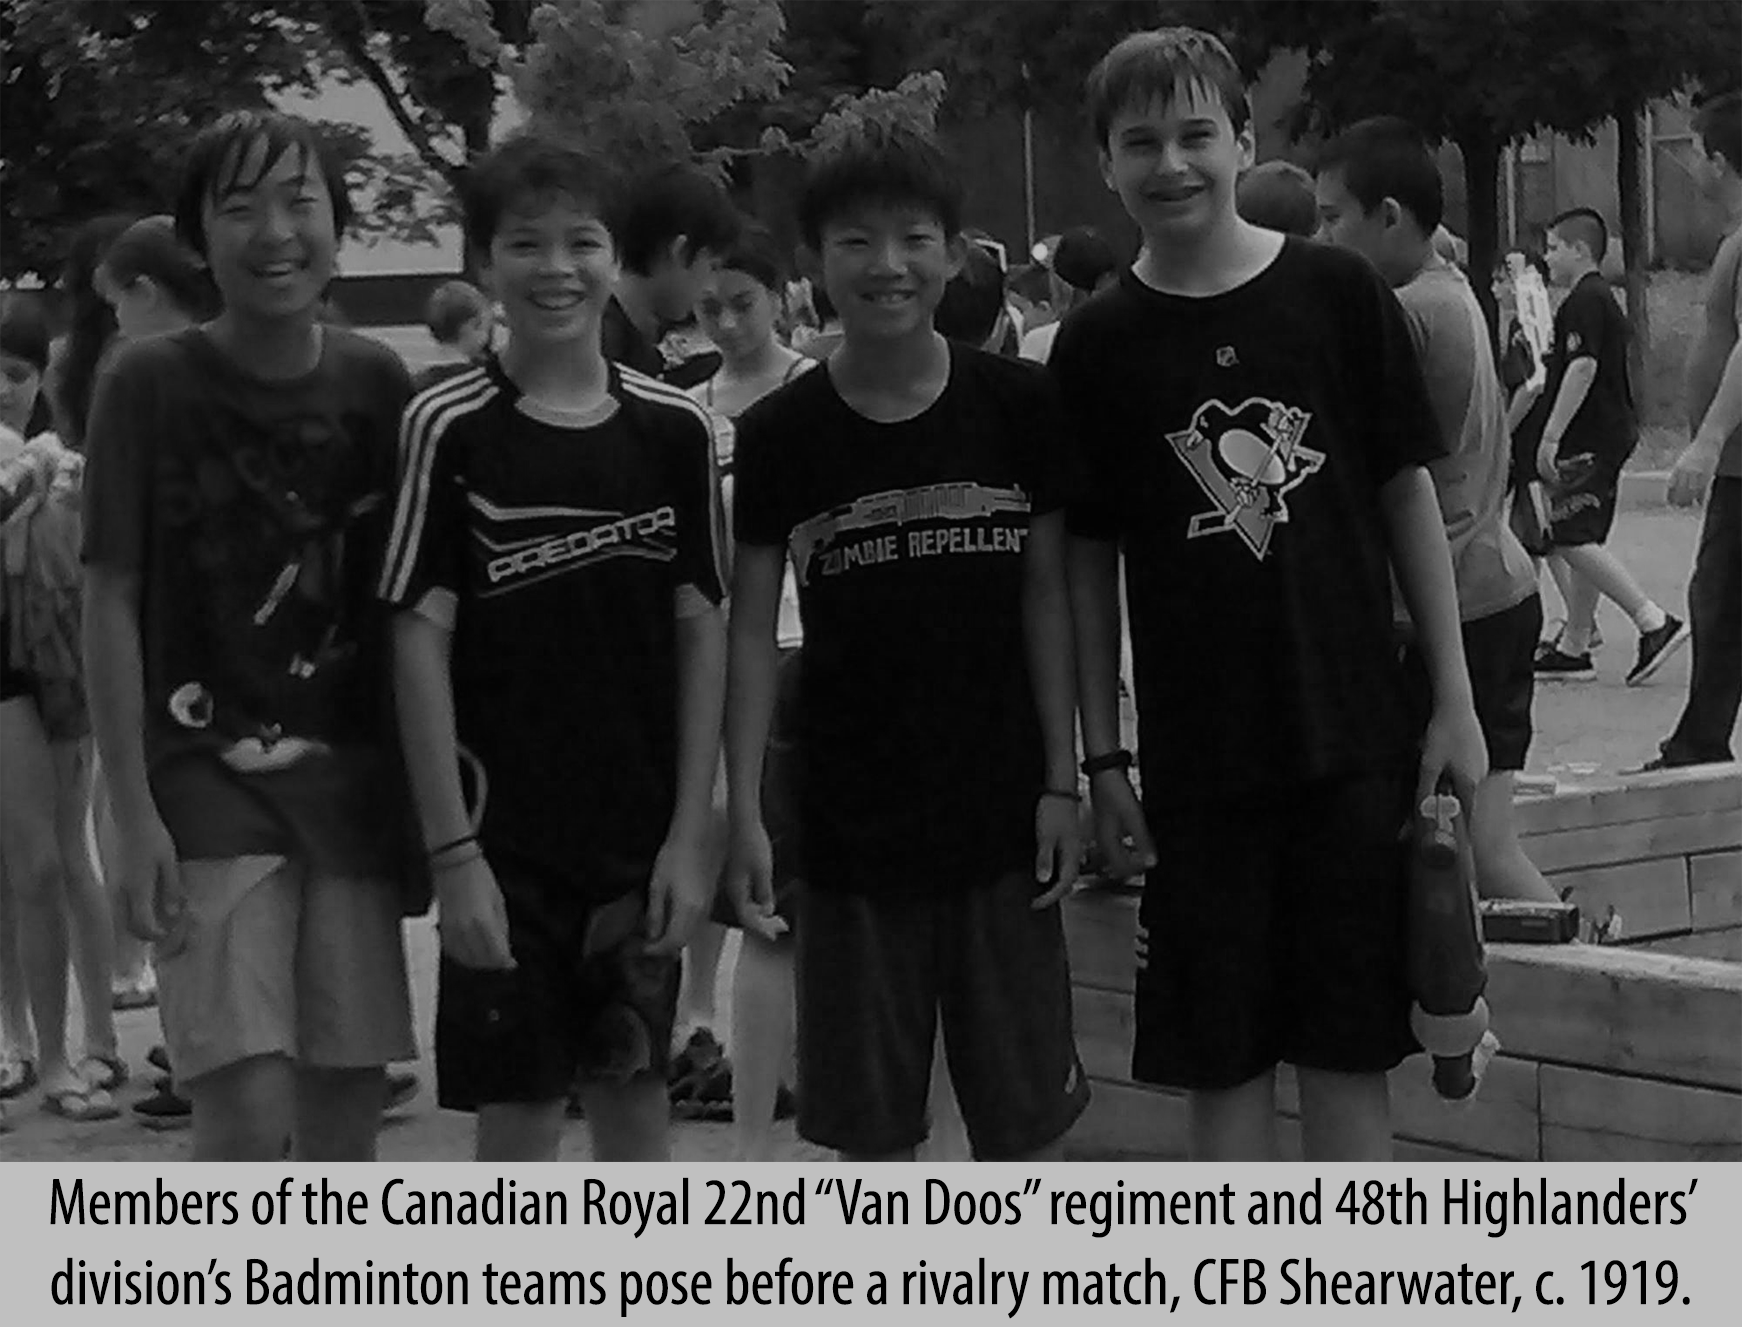 PREDATOR
ZOMBIE REPELLENT
Members of the Canadian Royal 22nd “Van Doos” regiment and 48th Highlanders’
division’s Badminton teams pose before a rivalry match, CFB Shearwater, c. 1919.